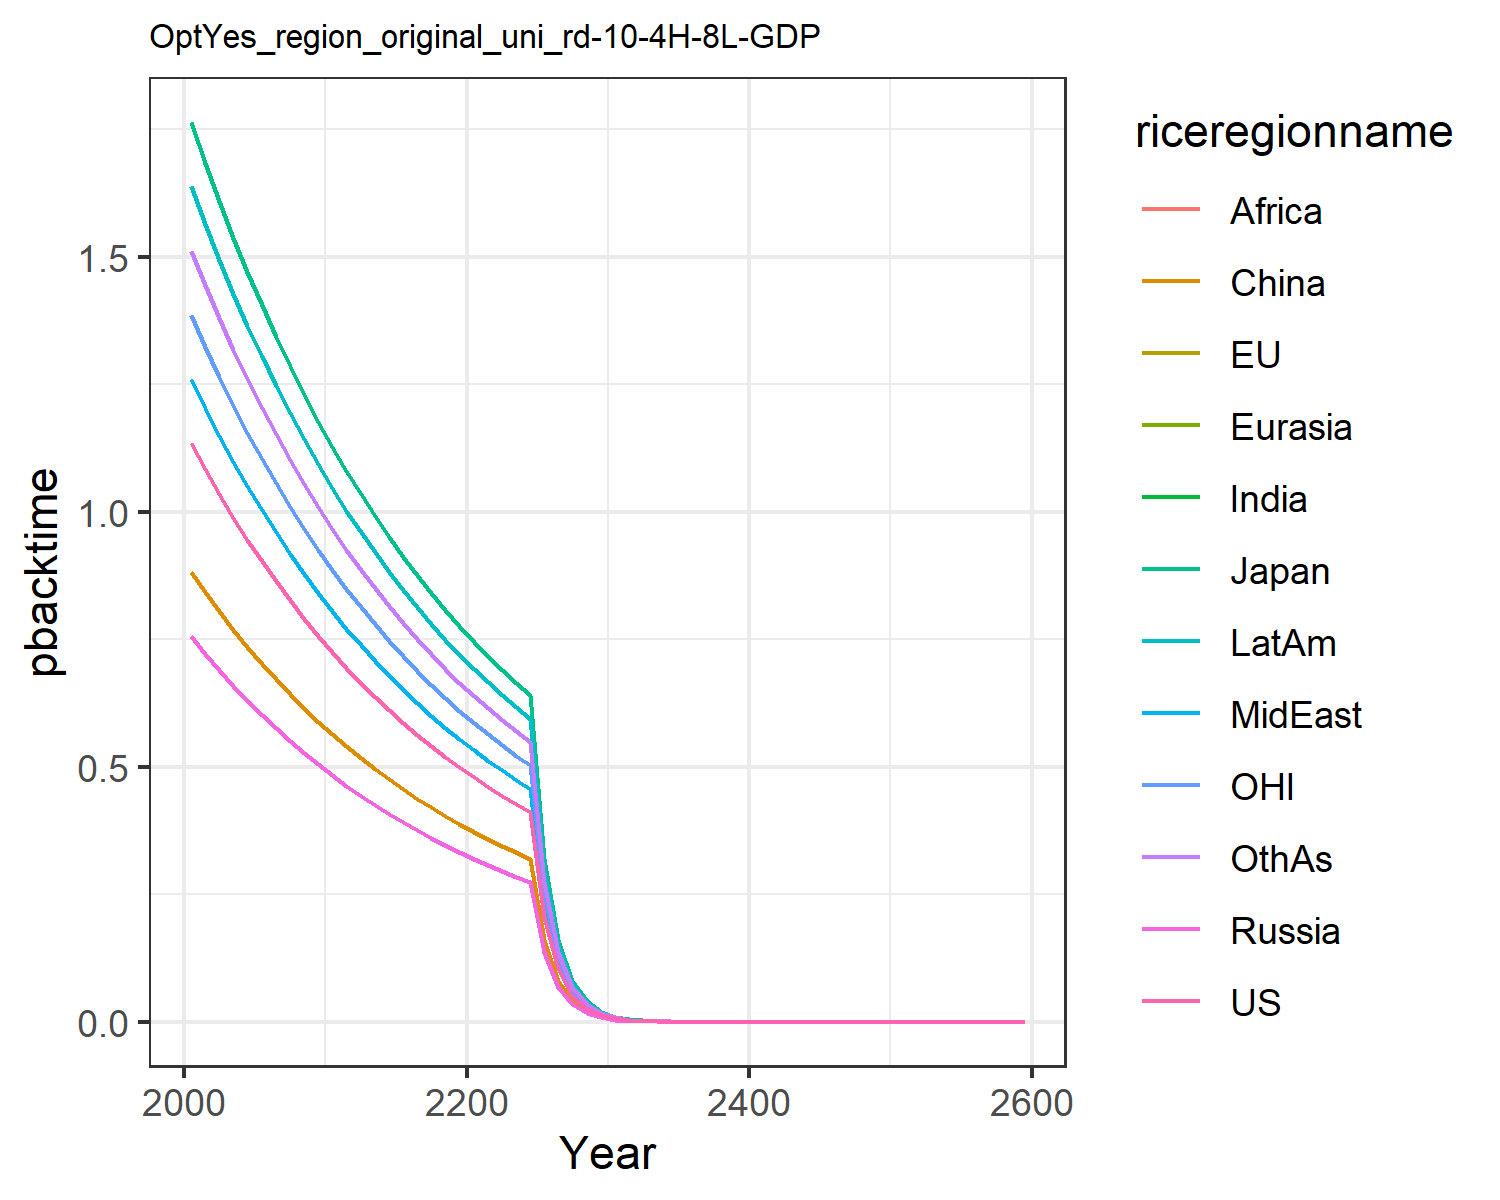 OptYes_region_original_uni_rd-10-4H-8L-GDP
pbacktime
1.5
1.0
0.5
0.0
2000
2200
2400
2600
Year
riceregionname
Africa
China
EU
Eurasia
India
Japan
LatAm
MidEast
OHI
OthAs
Russia
US